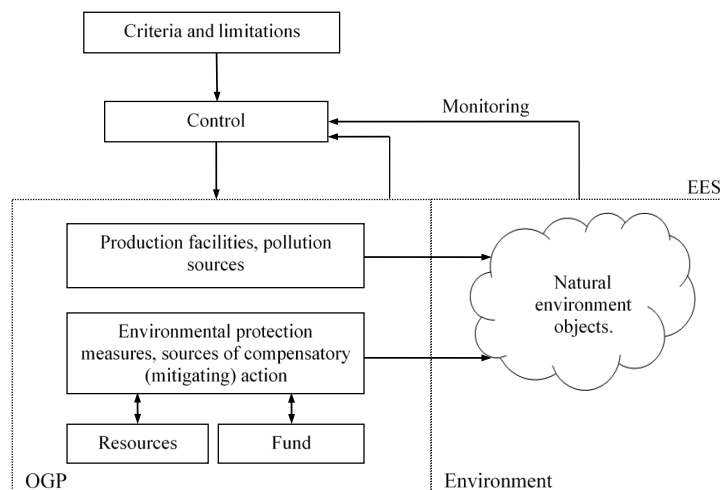 Criteria and limitations
Monitoring
Control
EES
Production facilities, pollution
sources
Natural
environment
objects.
Environmental protection
measures, sources of compensatory
(mitigating) action
Resources
Fund
OGP
Environment